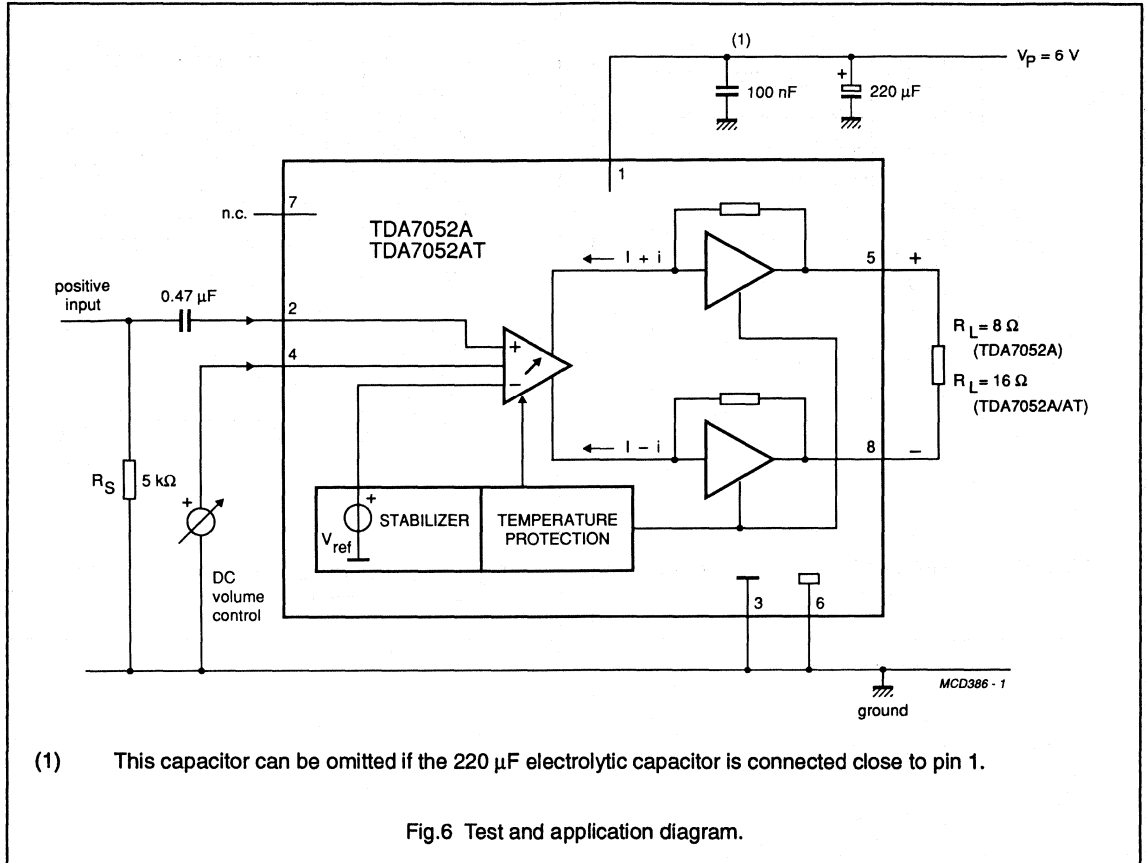 (1)
V_P = 6 V
100 nF
+
220 µF
1
7
n.c.
TDA7052A
TDA7052AT
I + i
5
+
positive
input
0.47 µF
2
4
+
−
R_L = 8 Ω
(TDA7052A)
R_L = 16 Ω
(TDA7052A/AT)
I − i
8
−
R_S
5 kΩ
+
+
STABILIZER
V_ref
TEMPERATURE
PROTECTION
DC
volume
control
3
6
MCD386 - 1
ground
(1) This capacitor can be omitted if the 220 µF electrolytic capacitor is connected close to pin 1.
Fig.6 Test and application diagram.